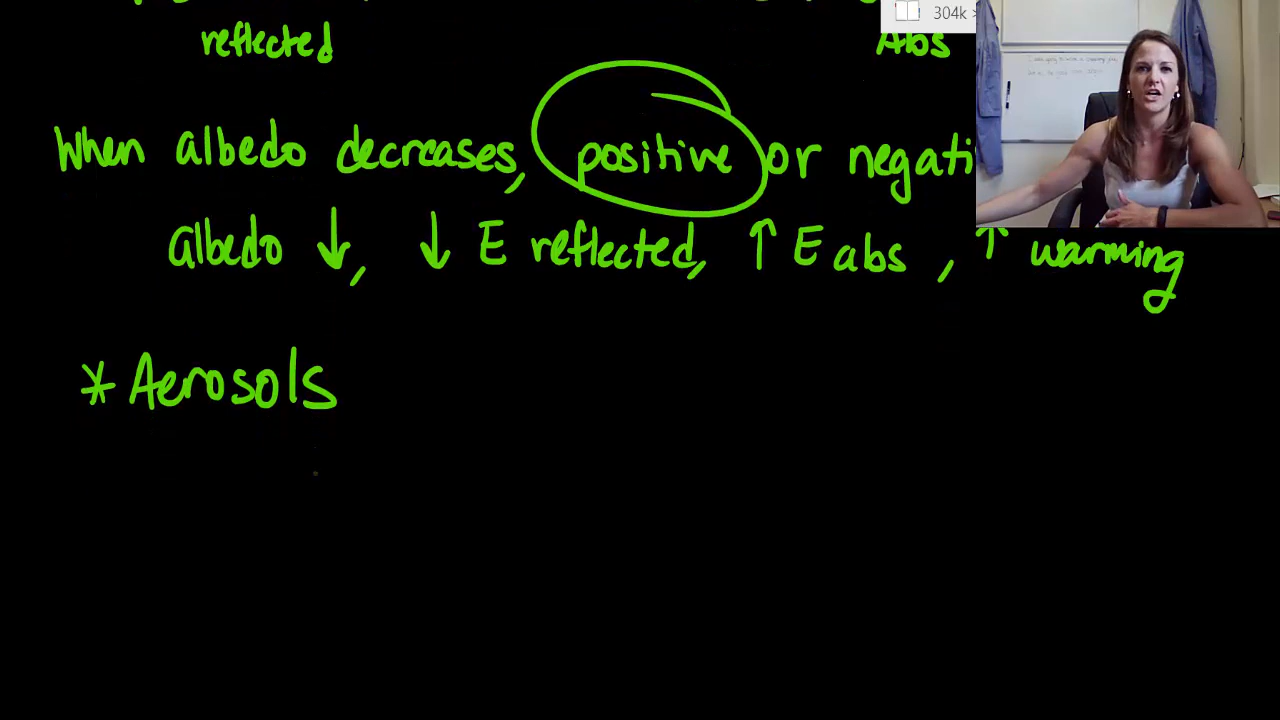 304k >
reflected
Abs
When albedo decreases, positive or negati
albedo ↓, ↓ E reflected, ↑ E abs, ↑ warming
* Aerosols